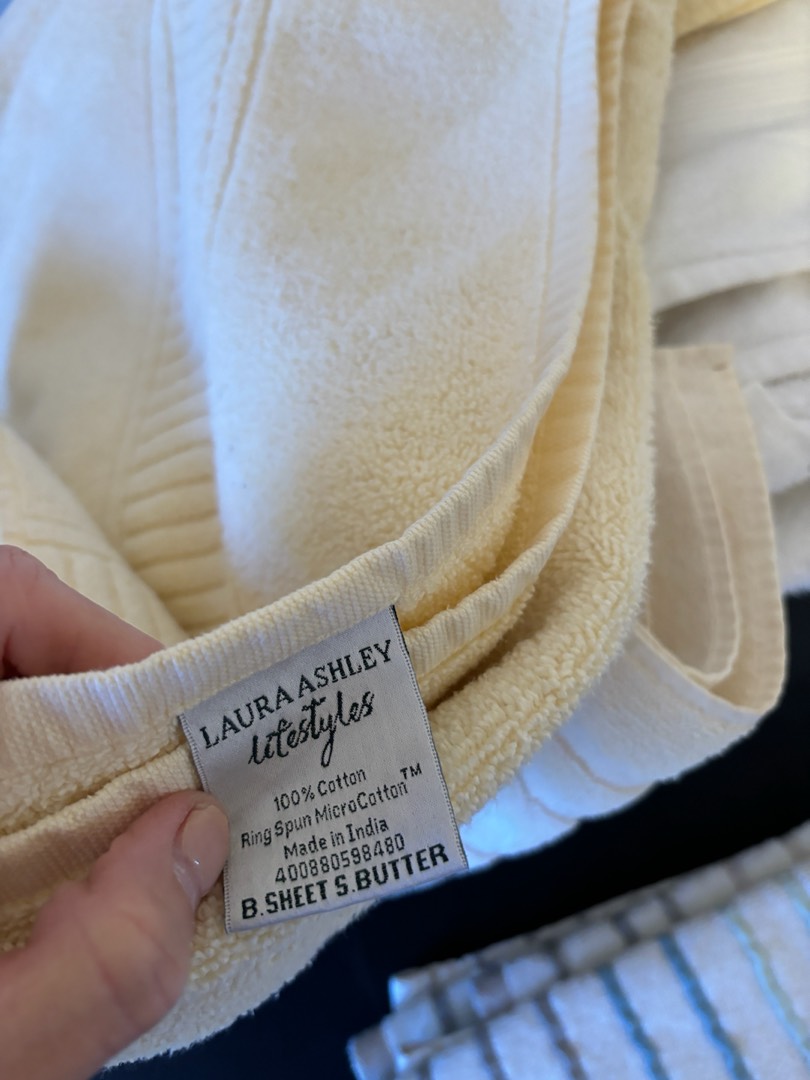 LAURA ASHLEY
lifestyles
100% Cotton
Ring Spun MicroCotton™
Made in India
400880598480
B.SHEET S.BUTTER